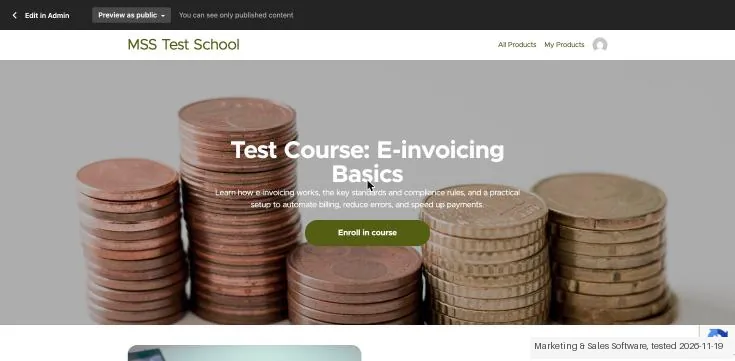 Edit in Admin
Preview as public
You can see only published content
MSS Test School
All Products
My Products
Test Course: E-invoicing
Basics
Learn how e-invoicing works, the key standards and compliance rules, and a practical
setup to automate billing, reduce errors, and speed up payments.
Enroll in course
Marketing & Sales Software, tested 2026-11-19